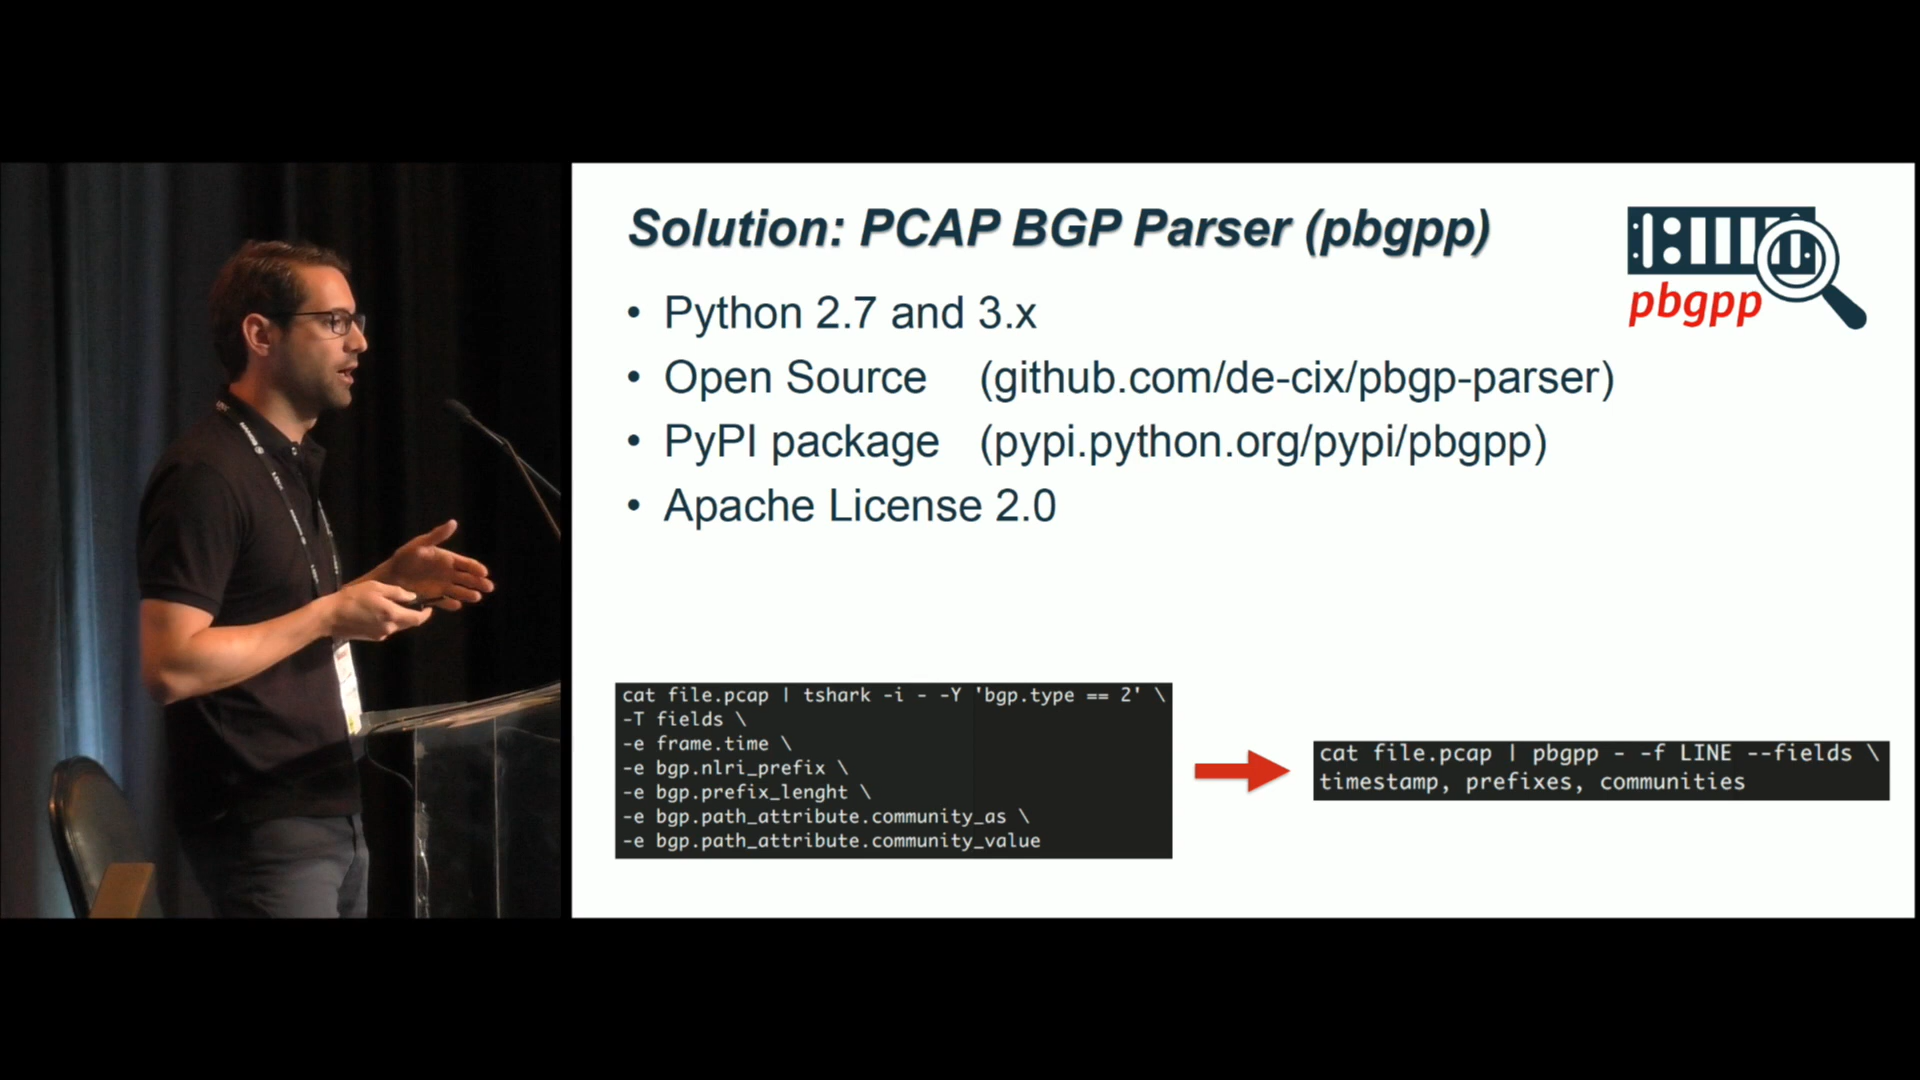 Solution: PCAP BGP Parser (pbgpp)
pbgpp
• Python 2.7 and 3.x
• Open Source (github.com/de-cix/pbgp-parser)
• PyPI package (pypi.python.org/pypi/pbgpp)
• Apache License 2.0
cat file.pcap | tshark -i - -Y 'bgp.type == 2' \
-T fields \
-e frame.time \
-e bgp.nlri_prefix \
-e bgp.prefix_lenght \
-e bgp.path_attribute.community_as \
-e bgp.path_attribute.community_value
cat file.pcap | pbgpp - -f LINE --fields \
timestamp, prefixes, communities